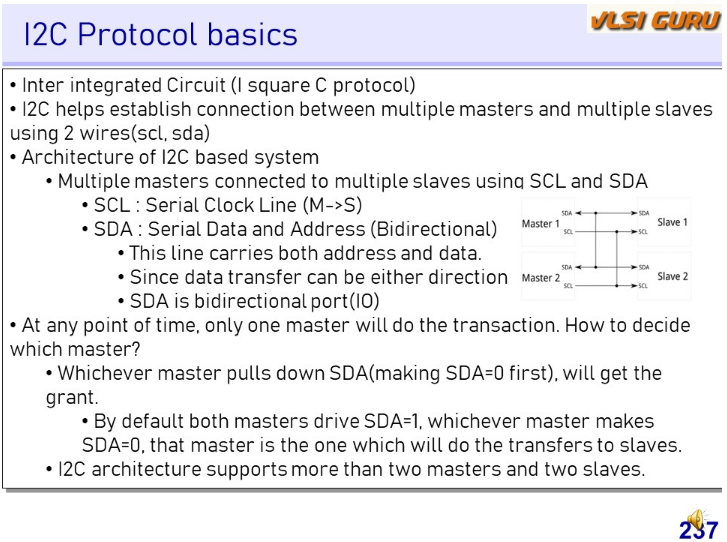 I2C Protocol basics
VLSI GURU
• Inter integrated Circuit (I square C protocol)
• I2C helps establish connection between multiple masters and multiple slaves
using 2 wires(scl, sda)
• Architecture of I2C based system
• Multiple masters connected to multiple slaves using SCL and SDA
• SCL : Serial Clock Line (M->S)
• SDA : Serial Data and Address (Bidirectional)
• This line carries both address and data.
• Since data transfer can be either direction
• SDA is bidirectional port(IO)
Master 1
SDA
SCL
SDA
SCL
Slave 1
Master 2
SDA
SCL
SDA
SCL
Slave 2
• At any point of time, only one master will do the transaction. How to decide
which master?
• Whichever master pulls down SDA(making SDA=0 first), will get the
grant.
• By default both masters drive SDA=1, whichever master makes
SDA=0, that master is the one which will do the transfers to slaves.
• I2C architecture supports more than two masters and two slaves.
237